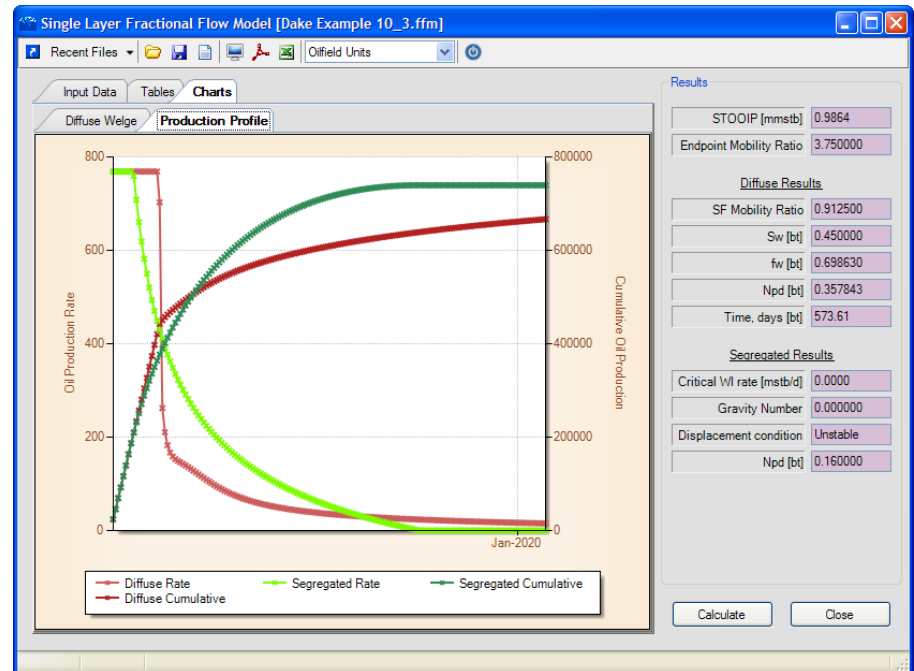 Single Layer Fractional Flow Model [Dake Example 10_3.ffm]
Recent Files
Oilfield Units
Input Data Tables Charts
Diffuse Welge Production Profile
800
600
400
200
0
Oil Production Rate
800000
600000
400000
200000
0
Cumulative Oil Production
Jan-2020
Diffuse Rate Segregated Rate Segregated Cumulative
Diffuse Cumulative
Results
STOOIP [mmstb] 0.9864
Endpoint Mobility Ratio 3.750000
Diffuse Results
SF Mobility Ratio 0.912500
Sw [bt] 0.450000
fw [bt] 0.698630
Npd [bt] 0.357843
Time, days [bt] 573.61
Segregated Results
Critical WI rate [mstb/d] 0.0000
Gravity Number 0.000000
Displacement condition Unstable
Npd [bt] 0.160000
Calculate Close